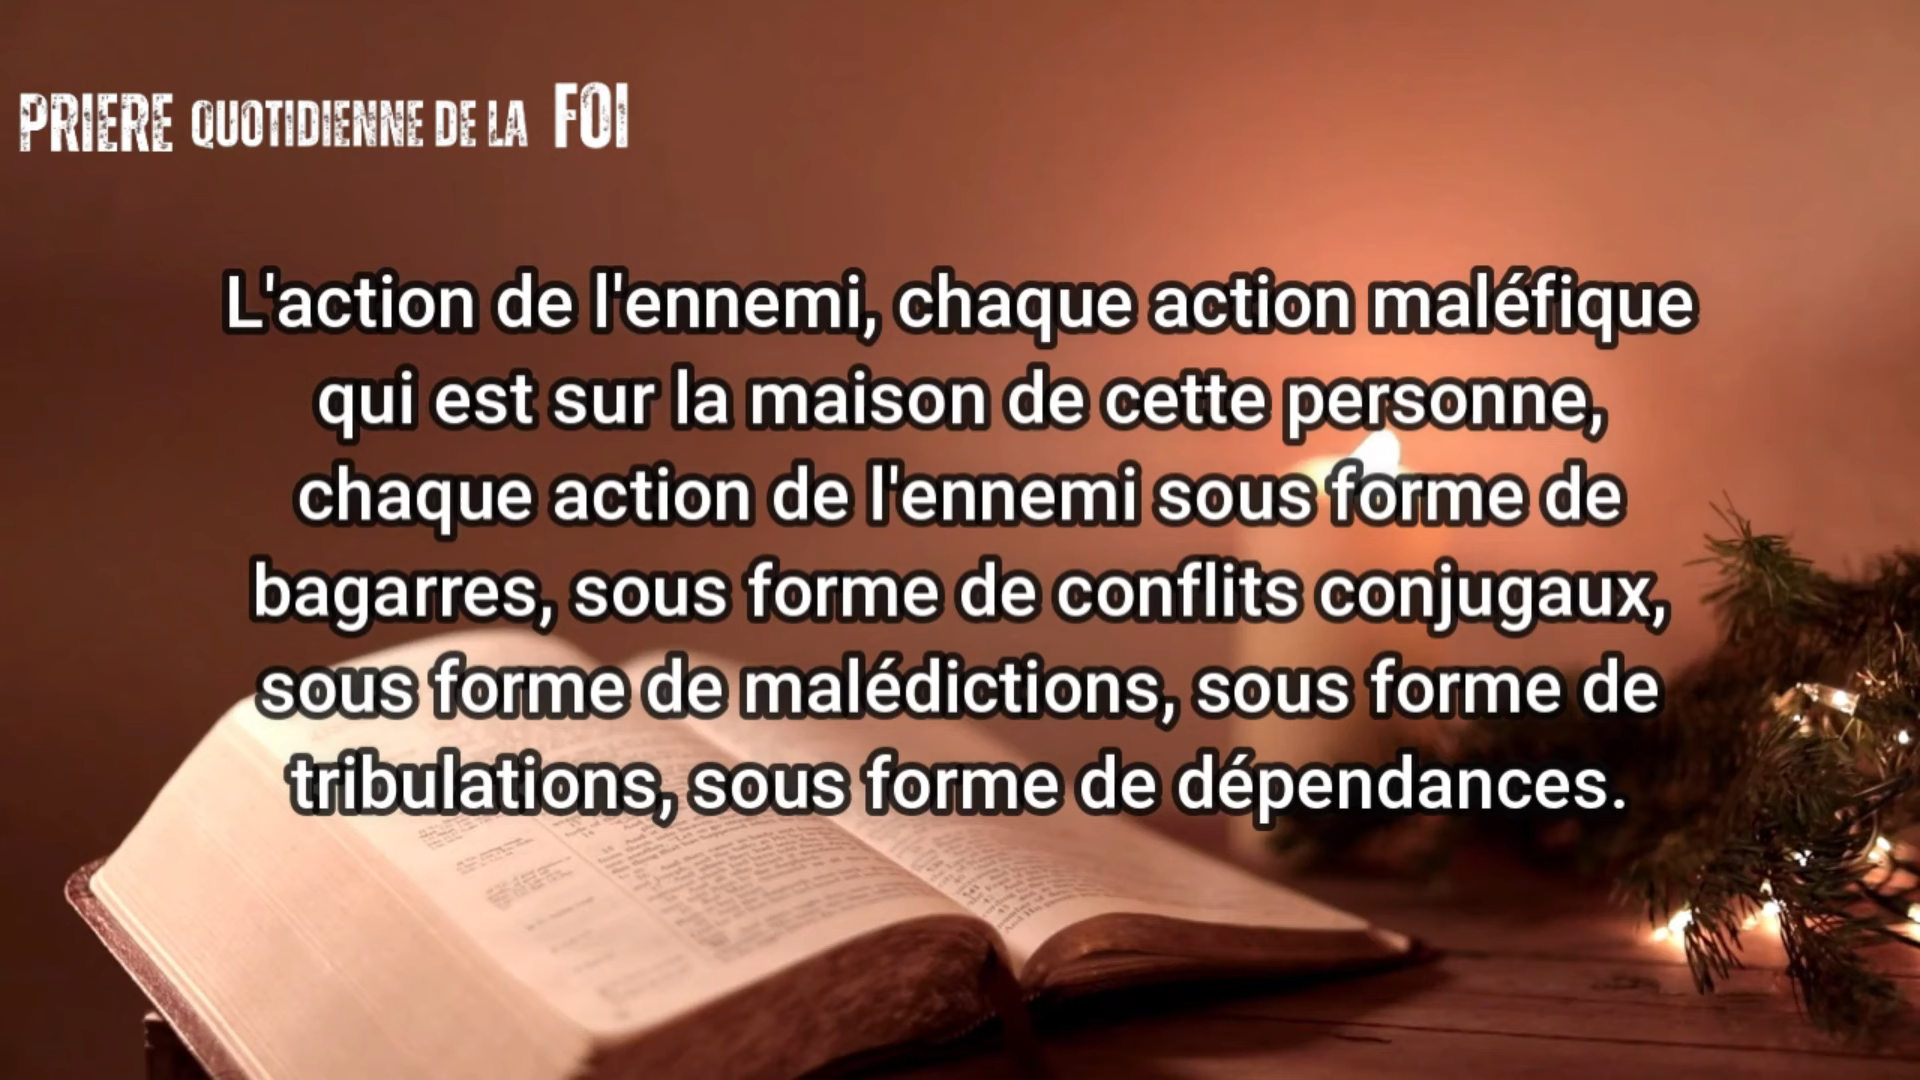 PRIERE QUOTIDIENNE DE LA FOI
L'action de l'ennemi, chaque action maléfique
qui est sur la maison de cette personne,
chaque action de l'ennemi sous forme de
bagarres, sous forme de conflits conjugaux,
sous forme de malédictions, sous forme de
tribulations, sous forme de dépendances.